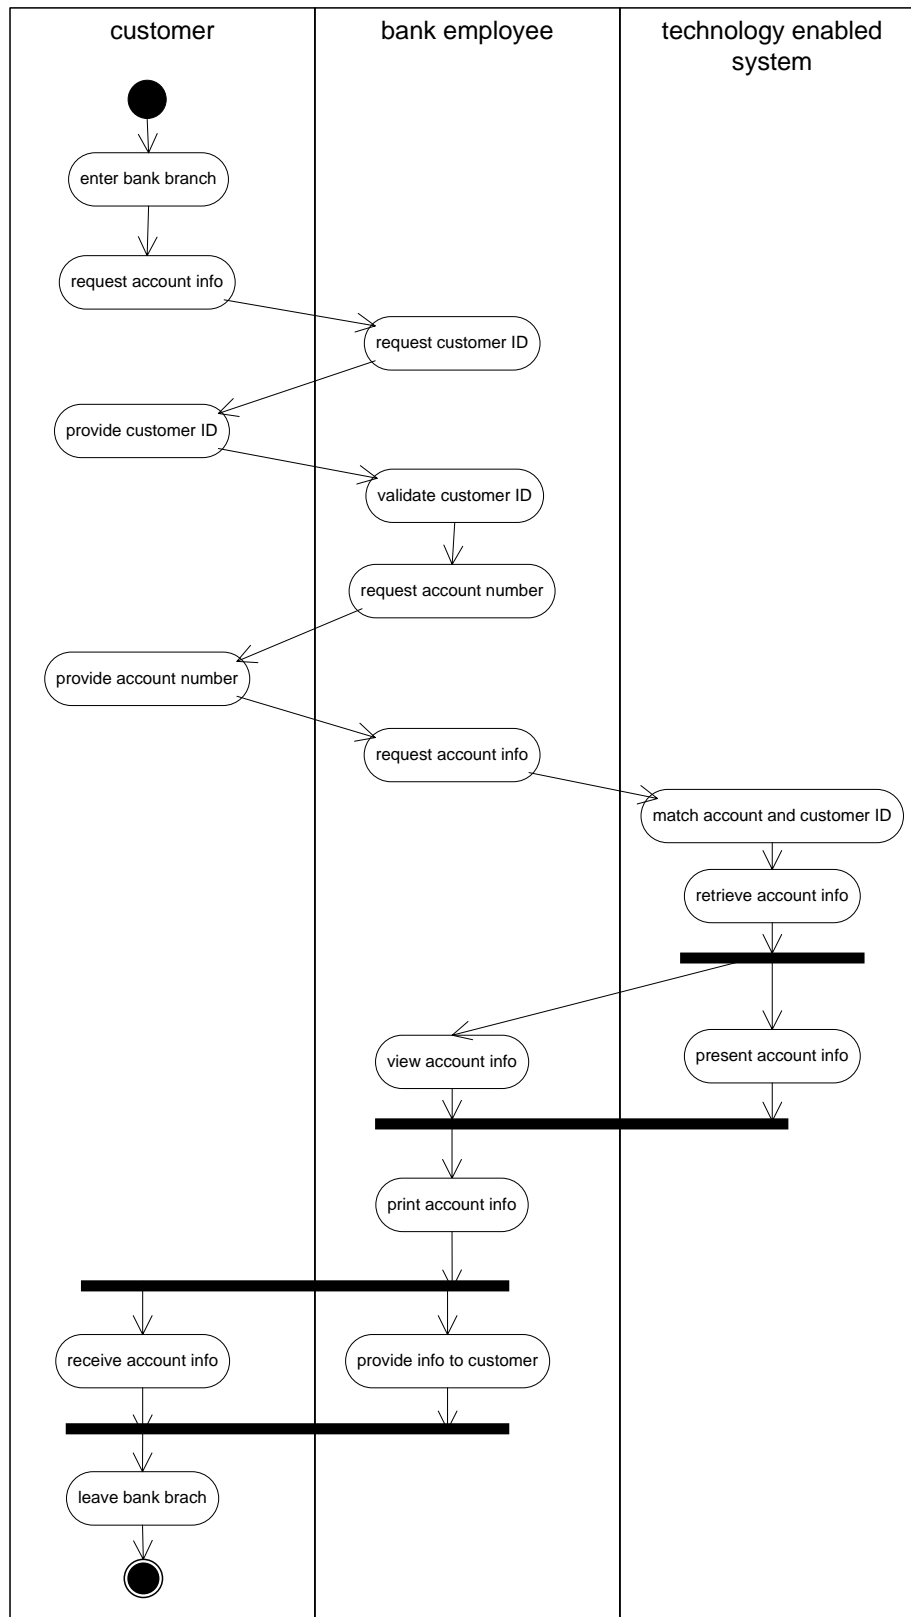 customer
bank employee
technology enabled
system
enter bank branch
request account info
request customer ID
provide customer ID
validate customer ID
request account number
provide account number
request account info
match account and customer ID
retrieve account info
view account info
present account info
print account info
receive account info
provide info to customer
leave bank brach